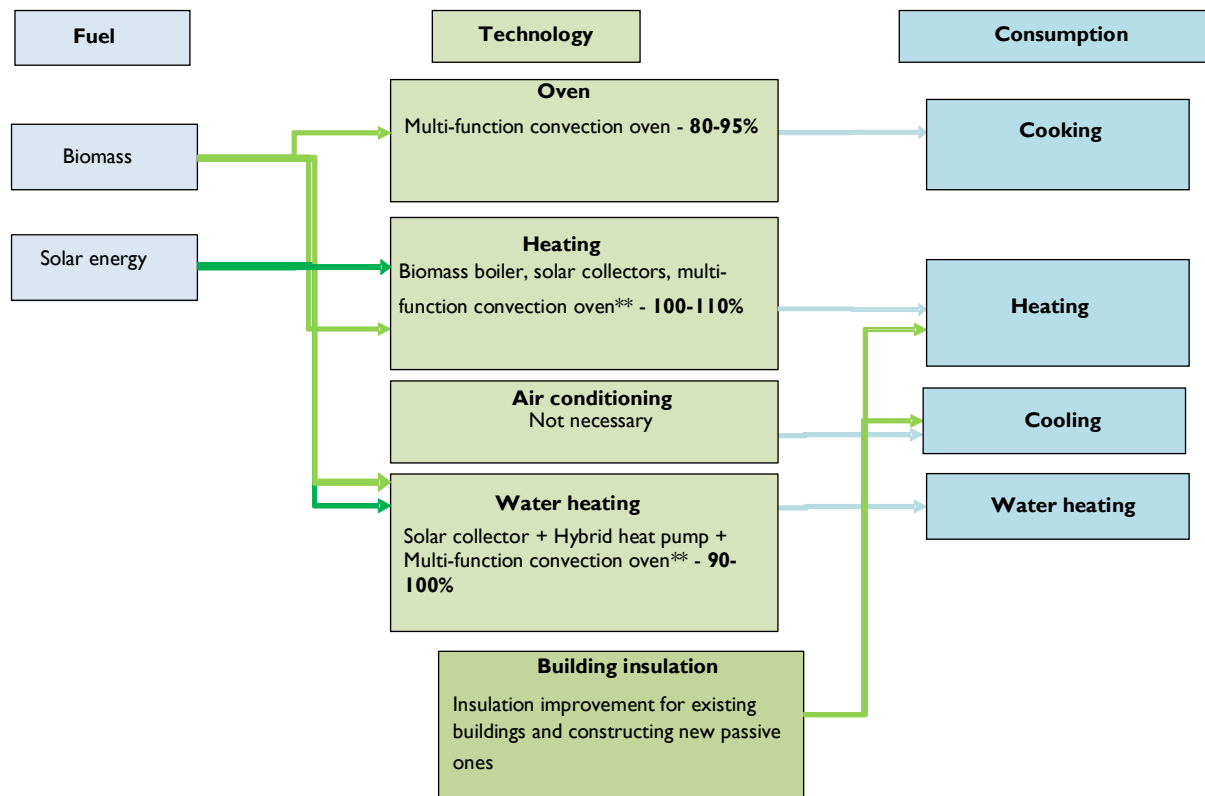 Fuel
Technology
Consumption
Biomass
Solar energy
Oven
Multi-function convection oven - 80-95%
Heating
Biomass boiler, solar collectors, multi-
function convection oven** - 100-110%
Air conditioning
Not necessary
Water heating
Solar collector + Hybrid heat pump +
Multi-function convection oven** - 90-
100%
Building insulation
Insulation improvement for existing
buildings and constructing new passive
ones
Cooking
Heating
Cooling
Water heating